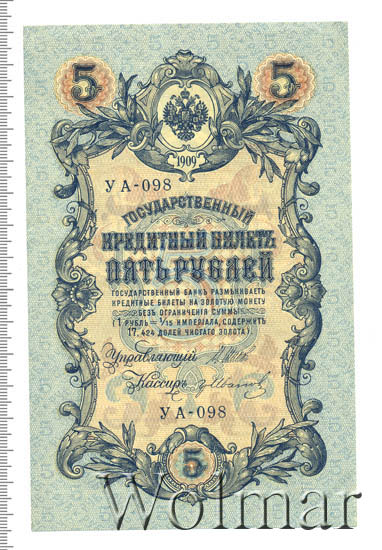 5 5
1909
УА-098
ГОСУДАРСТВЕННЫЙ
КРЕДИТНЫЙ БИЛЕТЪ
ПЯТЬ РУБЛЕЙ
ГОСУДАРСТВЕННЫЙ БАНКЪ РАЗМѢНИВАЕТЪ
КРЕДИТНЫЕ БИЛЕТЫ НА ЗОЛОТУЮ МОНЕТУ
БЕЗЪ ОГРАНИЧЕНІЯ СУММЫ
(1 РУБЛЬ = 1/15 ИМПЕРІАЛА, СОДЕРЖИТЪ
17,424 ДОЛЕЙ ЧИСТАГО ЗОЛОТА).
Управляющій
Кассиръ
УА-098
5
Wolmar